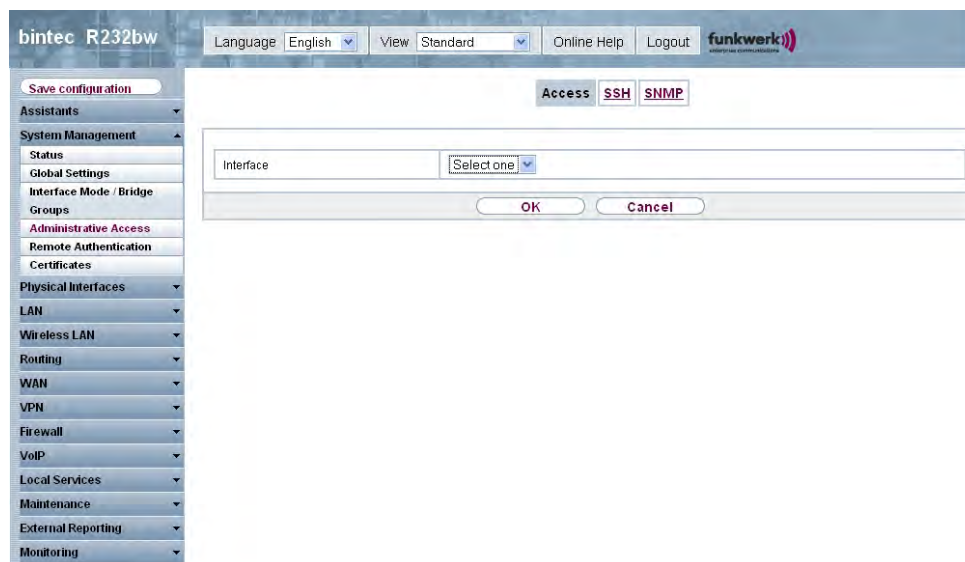 bintec R232bw
Language English View Standard Online Help Logout funkwerk
Save configuration
Access SSH SNMP
Assistants
System Management
Status
Global Settings
Interface Mode / Bridge
Groups
Administrative Access
Remote Authentication
Certificates
Interface Select one
OK Cancel
Physical Interfaces
LAN
Wireless LAN
Routing
WAN
VPN
Firewall
VoIP
Local Services
Maintenance
External Reporting
Monitoring